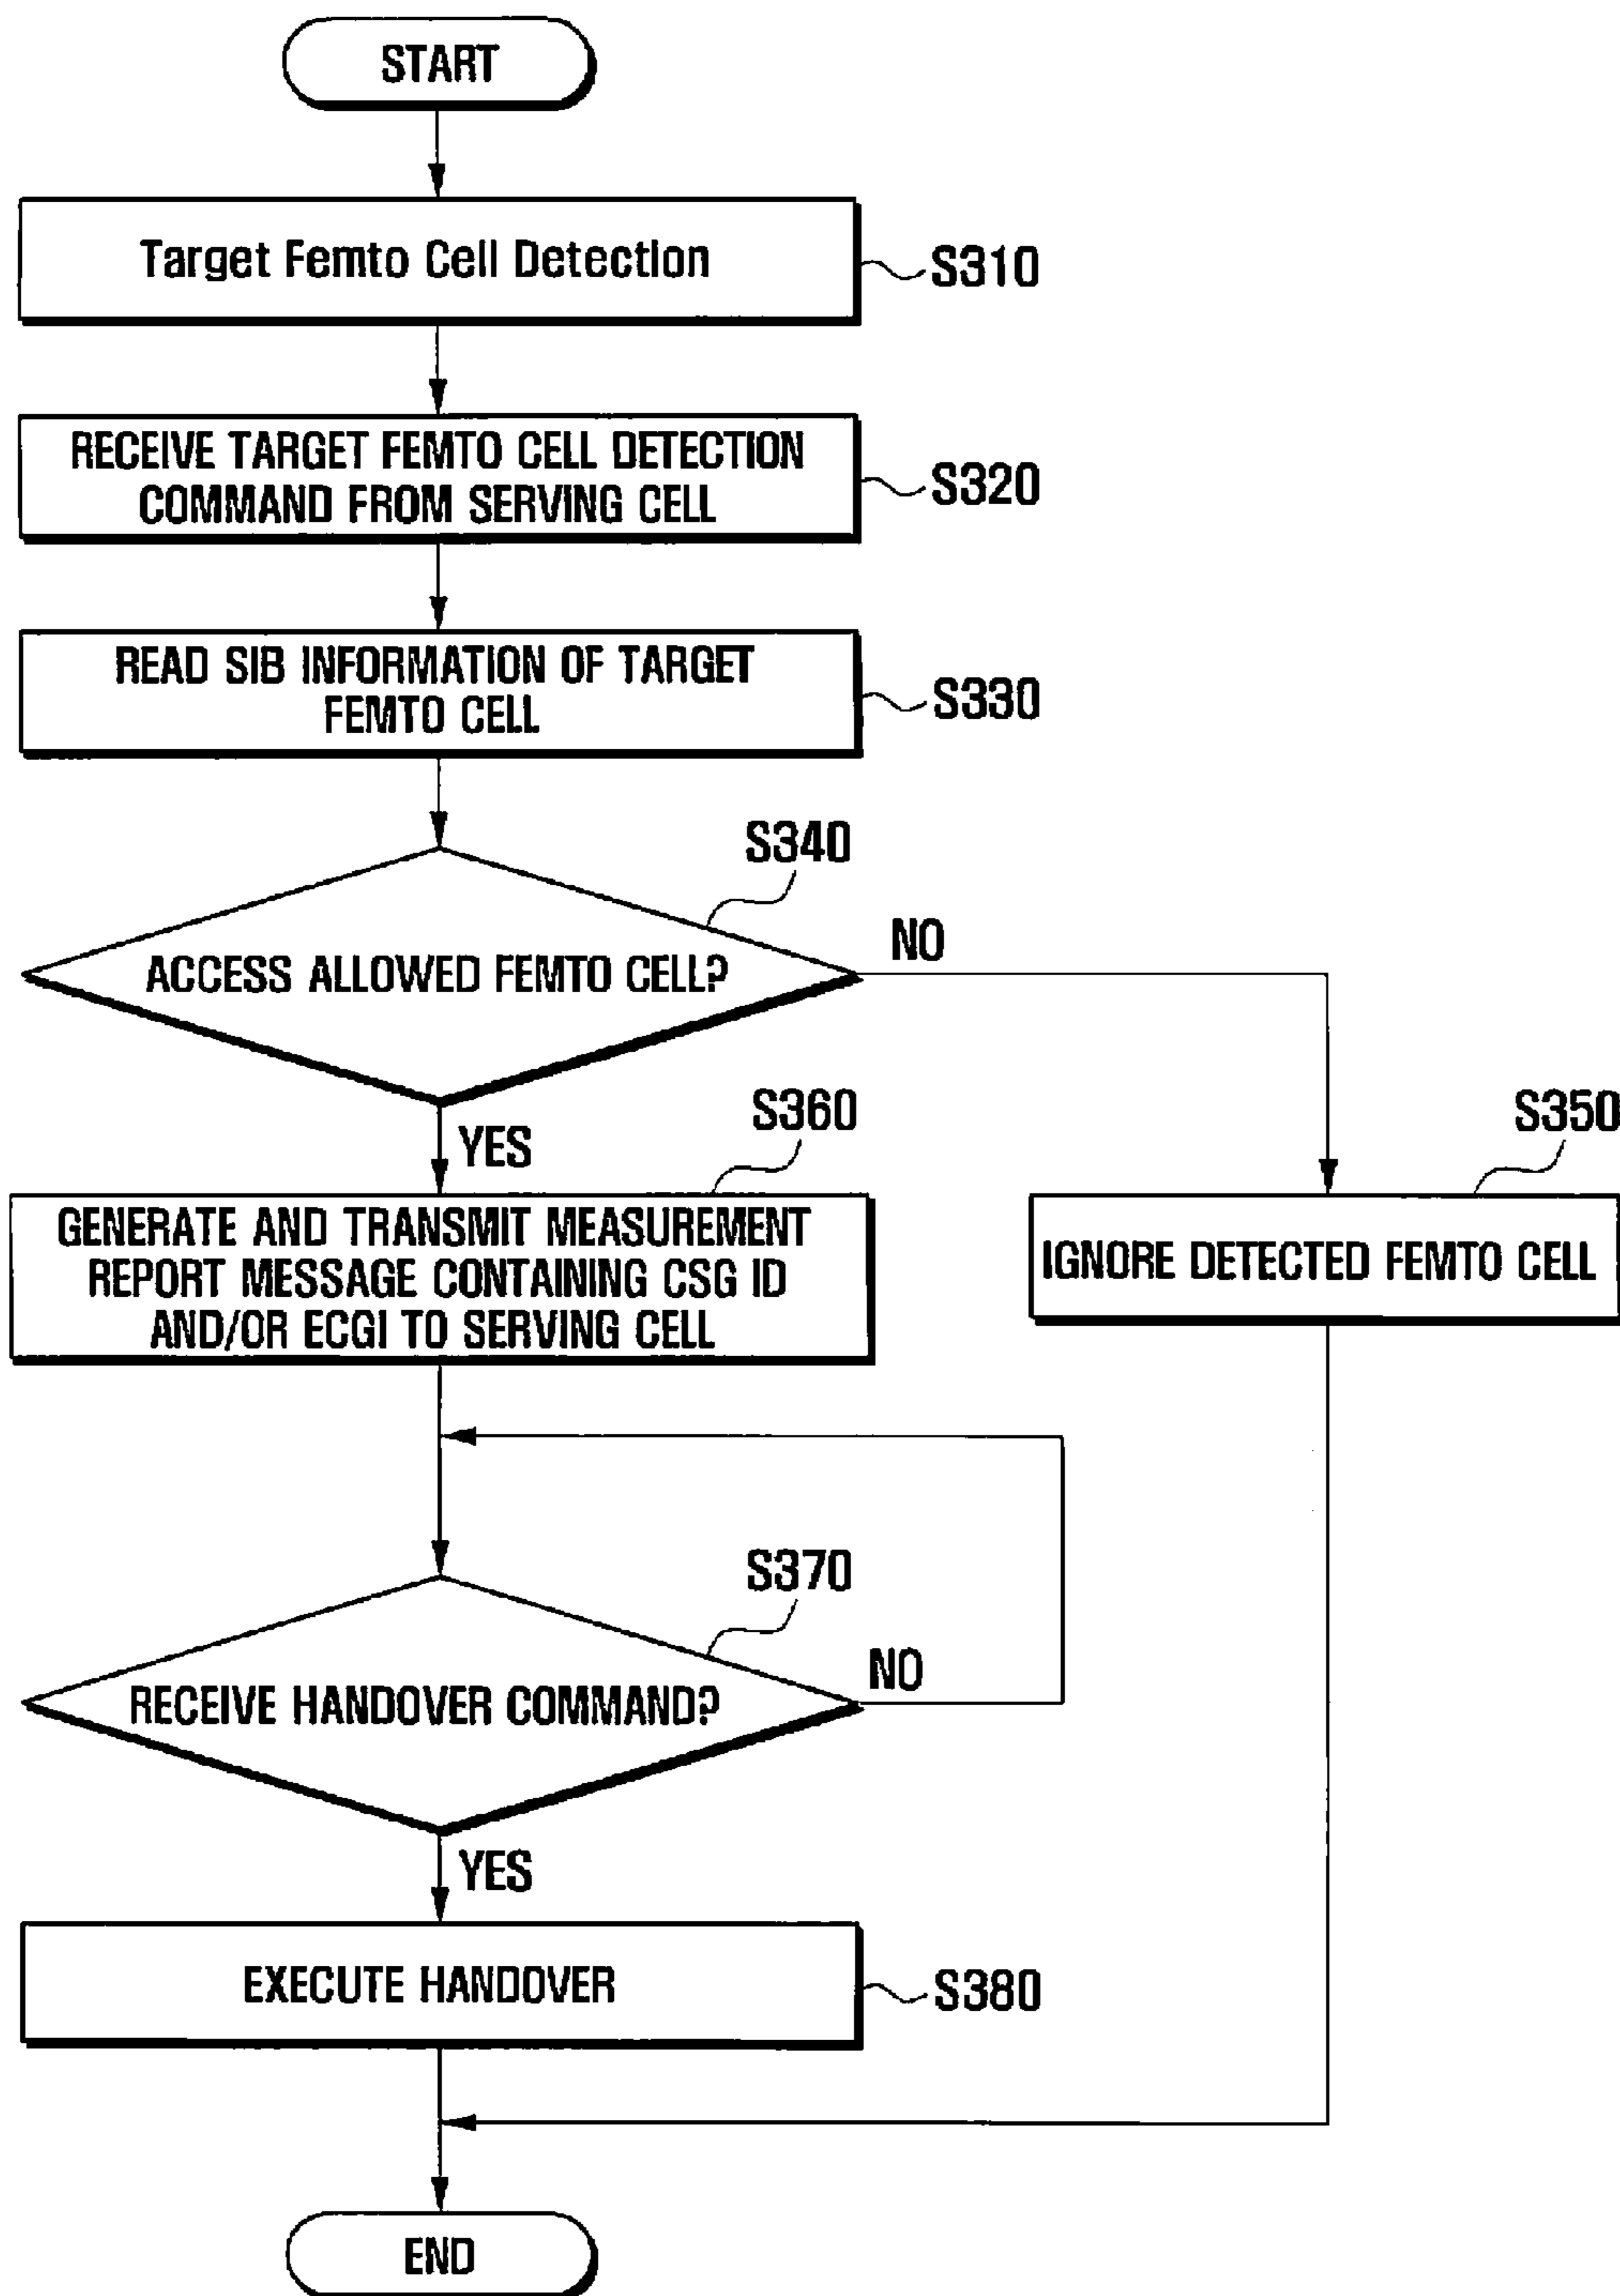 START
Target Femto Cell Detection
S310
RECEIVE TARGET FEMTO CELL DETECTION
COMMAND FROM SERVING CELL
S320
READ SIB INFORMATION OF TARGET
FEMTO CELL
S330
S340
ACCESS ALLOWED FEMTO CELL?
NO
YES
S360
GENERATE AND TRANSMIT MEASUREMENT
REPORT MESSAGE CONTAINING CSG ID
AND/OR ECGI TO SERVING CELL
S350
IGNORE DETECTED FEMTO CELL
S370
RECEIVE HANDOVER COMMAND?
NO
YES
EXECUTE HANDOVER
S380
END